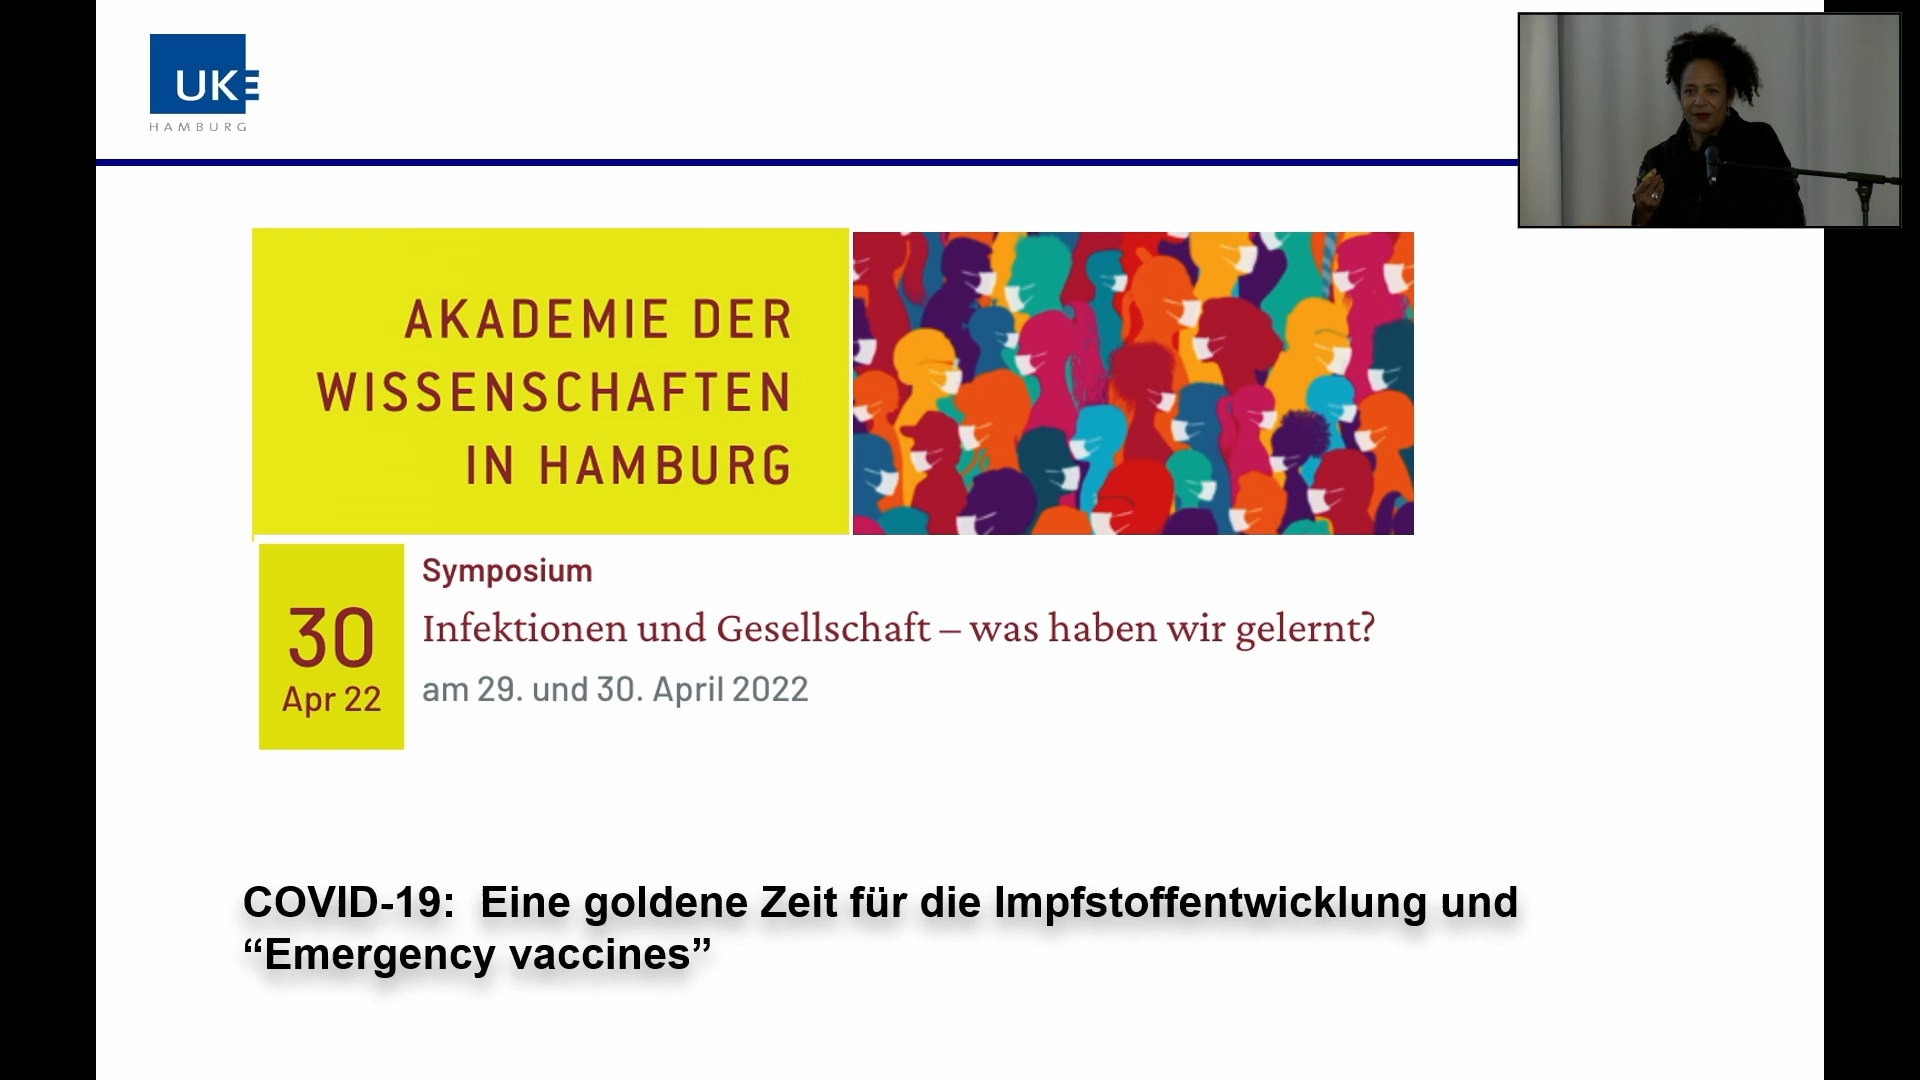 UKE
HAMBURG
AKADEMIE DER
WISSENSCHAFTEN
IN HAMBURG
30
Apr 22
Symposium
Infektionen und Gesellschaft – was haben wir gelernt?
am 29. und 30. April 2022
COVID-19:  Eine goldene Zeit für die Impfstoffentwicklung und
“Emergency vaccines”